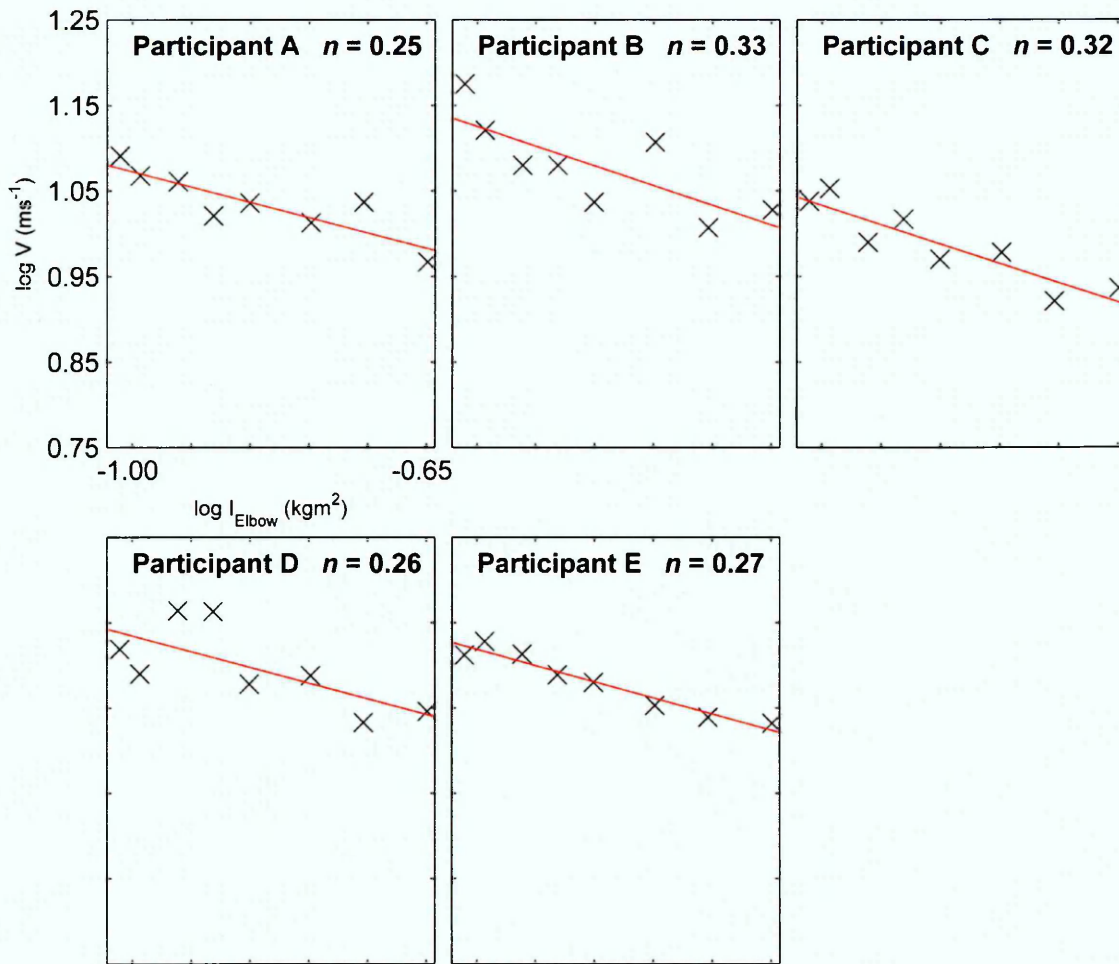 Participant A n = 0.25
Participant B n = 0.33
Participant C n = 0.32
1.25
1.15
1.05
0.95
0.85
0.75
log V (ms-1)
-1.00
-0.65
log IElbow (kgm2)
Participant D n = 0.26
Participant E n = 0.27